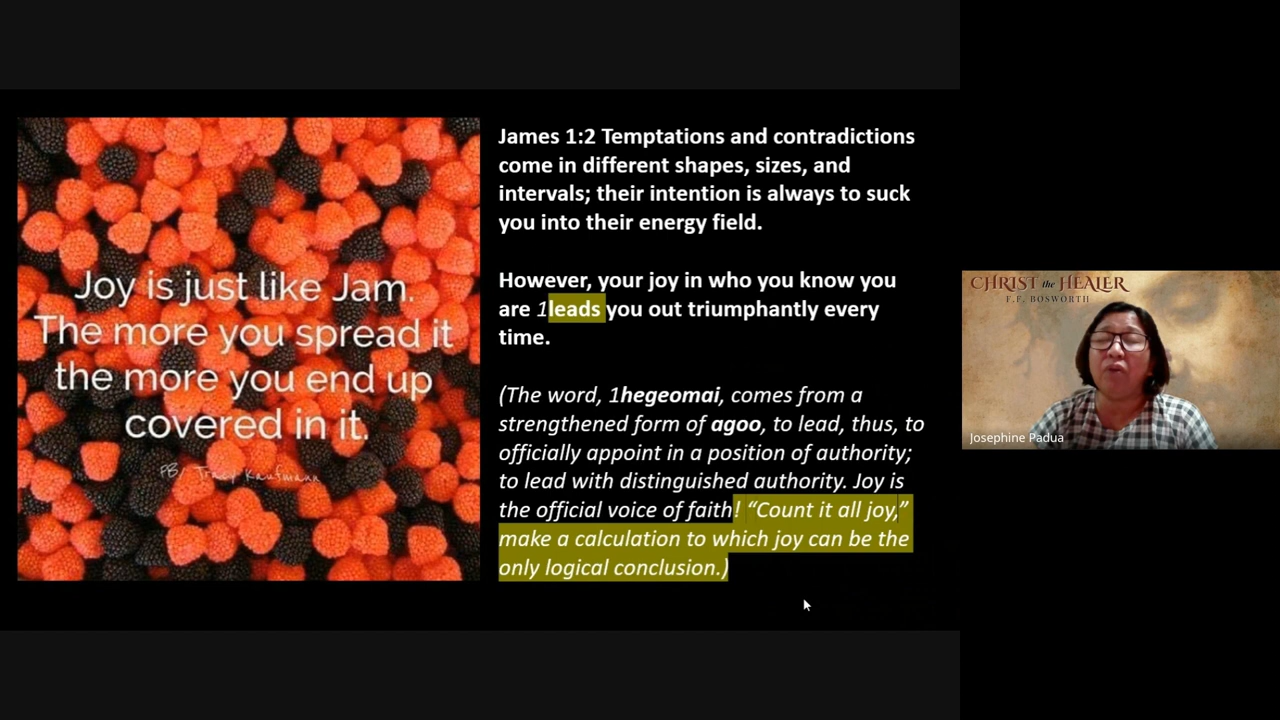 Joy is just like Jam.
The more you spread it
the more you end up
covered in it.
FB/ Tracy Kaufmann
James 1:2 Temptations and contradictions
come in different shapes, sizes, and
intervals; their intention is always to suck
you into their energy field.
However, your joy in who you know you
are 1leads you out triumphantly every
time.
(The word, 1hegeomai, comes from a
strengthened form of agoo, to lead, thus, to
officially appoint in a position of authority;
to lead with distinguished authority. Joy is
the official voice of faith! “Count it all joy,”
make a calculation to which joy can be the
only logical conclusion.)
CHRIST the HEALER
F.F. BOSWORTH
Josephine Padua